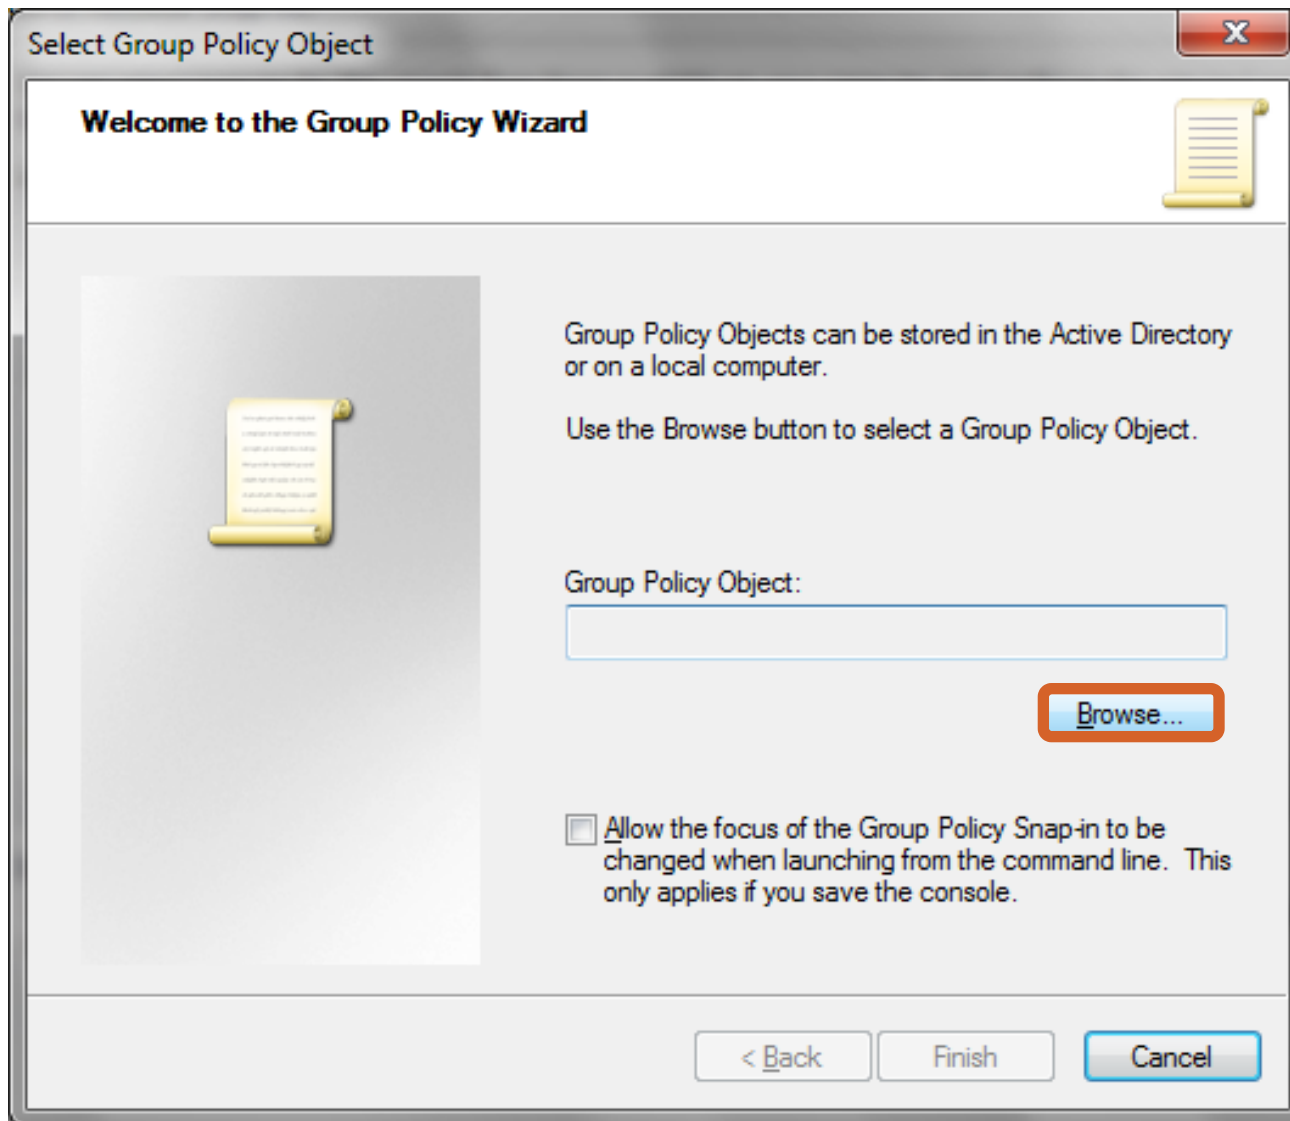 Select Group Policy Object
Welcome to the Group Policy Wizard
Group Policy Objects can be stored in the Active Directory
or on a local computer.
Use the Browse button to select a Group Policy Object.
Group Policy Object:
Browse...
Allow the focus of the Group Policy Snap-in to be
changed when launching from the command line.  This
only applies if you save the console.
< Back
Finish
Cancel